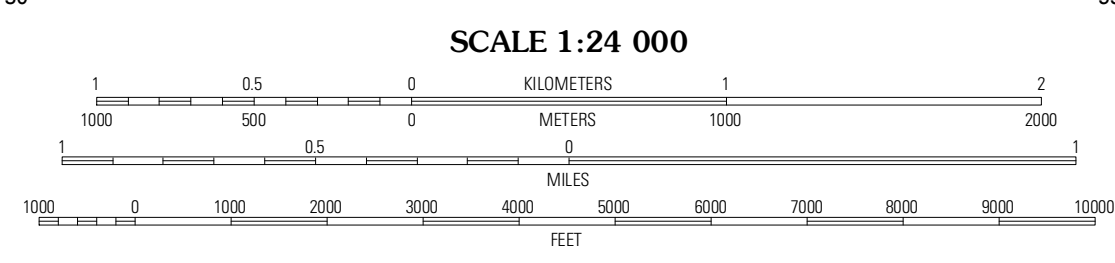 SCALE 1:24 000
1 0.5 0 KILOMETERS 1 2
1000 500 0 METERS 1000 2000
1 0.5 0 1
MILES
1000 0 1000 2000 3000 4000 5000 6000 7000 8000 9000 10000
FEET